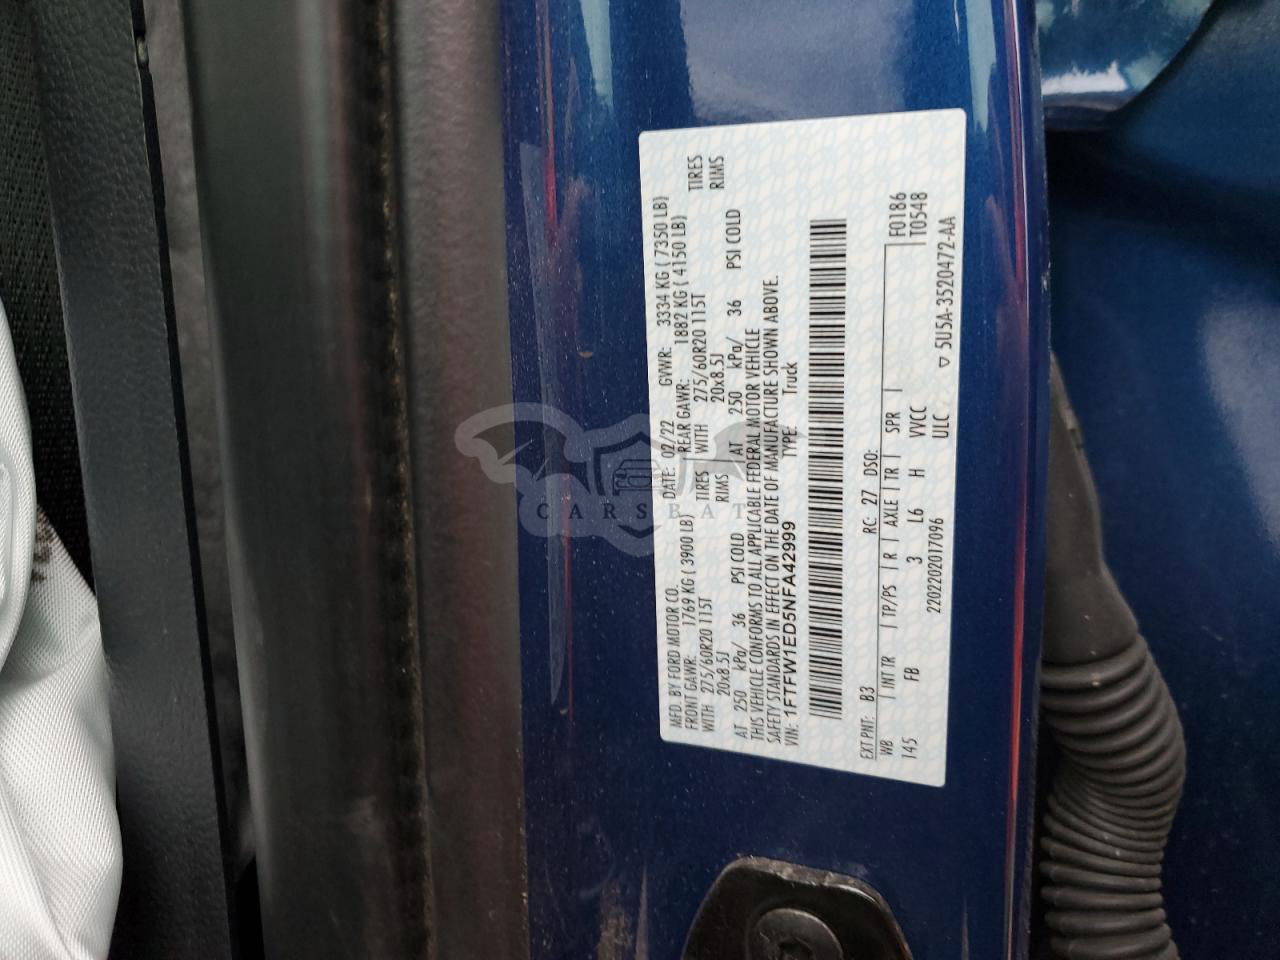 MFD. BY FORD MOTOR CO. DATE: 02/22 GVWR: 3334 KG ( 7350 LB)
FRONT GAWR: 1769 KG ( 3900 LB) REAR GAWR: 1882 KG ( 4150 LB)
WITH 275/60R20 115T TIRES WITH 275/60R20 115T TIRES
20x8.5J RIMS 20x8.5J RIMS
AT 250 kPa/ 36 PSI COLD AT 250 kPa/ 36 PSI COLD
THIS VEHICLE CONFORMS TO ALL APPLICABLE FEDERAL MOTOR VEHICLE
SAFETY STANDARDS IN EFFECT ON THE DATE OF MANUFACTURE SHOWN ABOVE.
VIN: 1FTFW1ED5NFA42999 TYPE: Truck
EXT PNT: B3 RC: 27 DSO: F0186
WB INT TR TP/PS R AXLE TR SPR T0548
145 FB 3 L6 H VVCC
2202202017096 ULC ▽ 5U5A-3520472-AA
CARSBAT